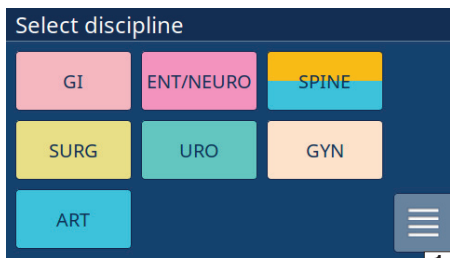 Select discipline
GI
ENT/NEURO
SPINE
SURG
URO
GYN
ART